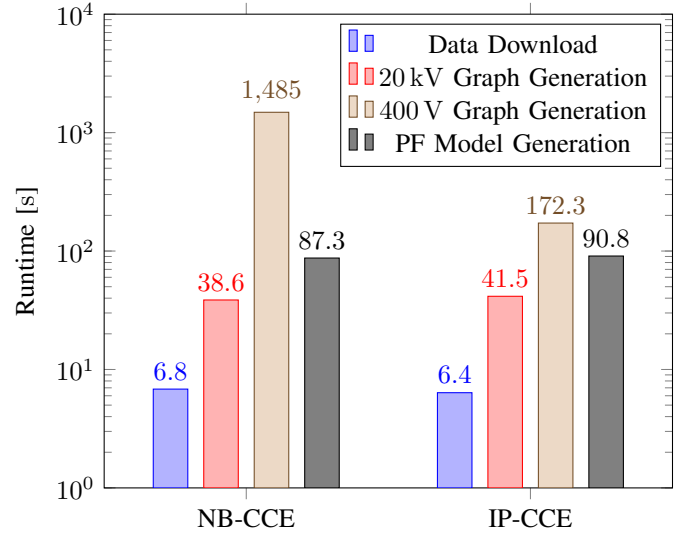 10^4
10^3
10^2
10^1
10^0
Runtime [s]
Data Download
20 kV Graph Generation
400 V Graph Generation
PF Model Generation
6.8
38.6
1,485
87.3
6.4
41.5
172.3
90.8
NB-CCE
IP-CCE